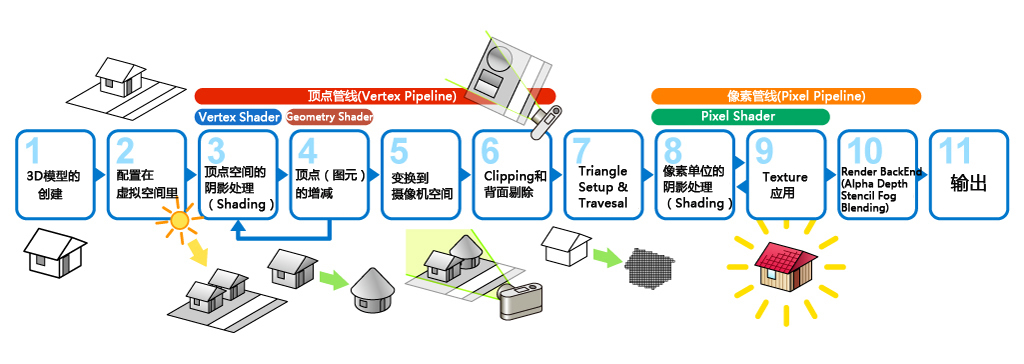 顶点管线(Vertex Pipeline)
像素管线(Pixel Pipeline)
Vertex Shader
Geometry Shader
Pixel Shader
1
3D模型的
创建
2
配置在
虚拟空间里
3
顶点空间的
阴影处理
（Shading）
4
顶点（图元）
的增减
5
变换到
摄像机空间
6
Clipping和
背面剔除
7
Triangle
Setup &
Travesal
8
像素单位的
阴影处理
（Shading）
9
Texture
应用
10
Render BackEnd
(Alpha Depth
Stencil Fog
Blending)
11
输出